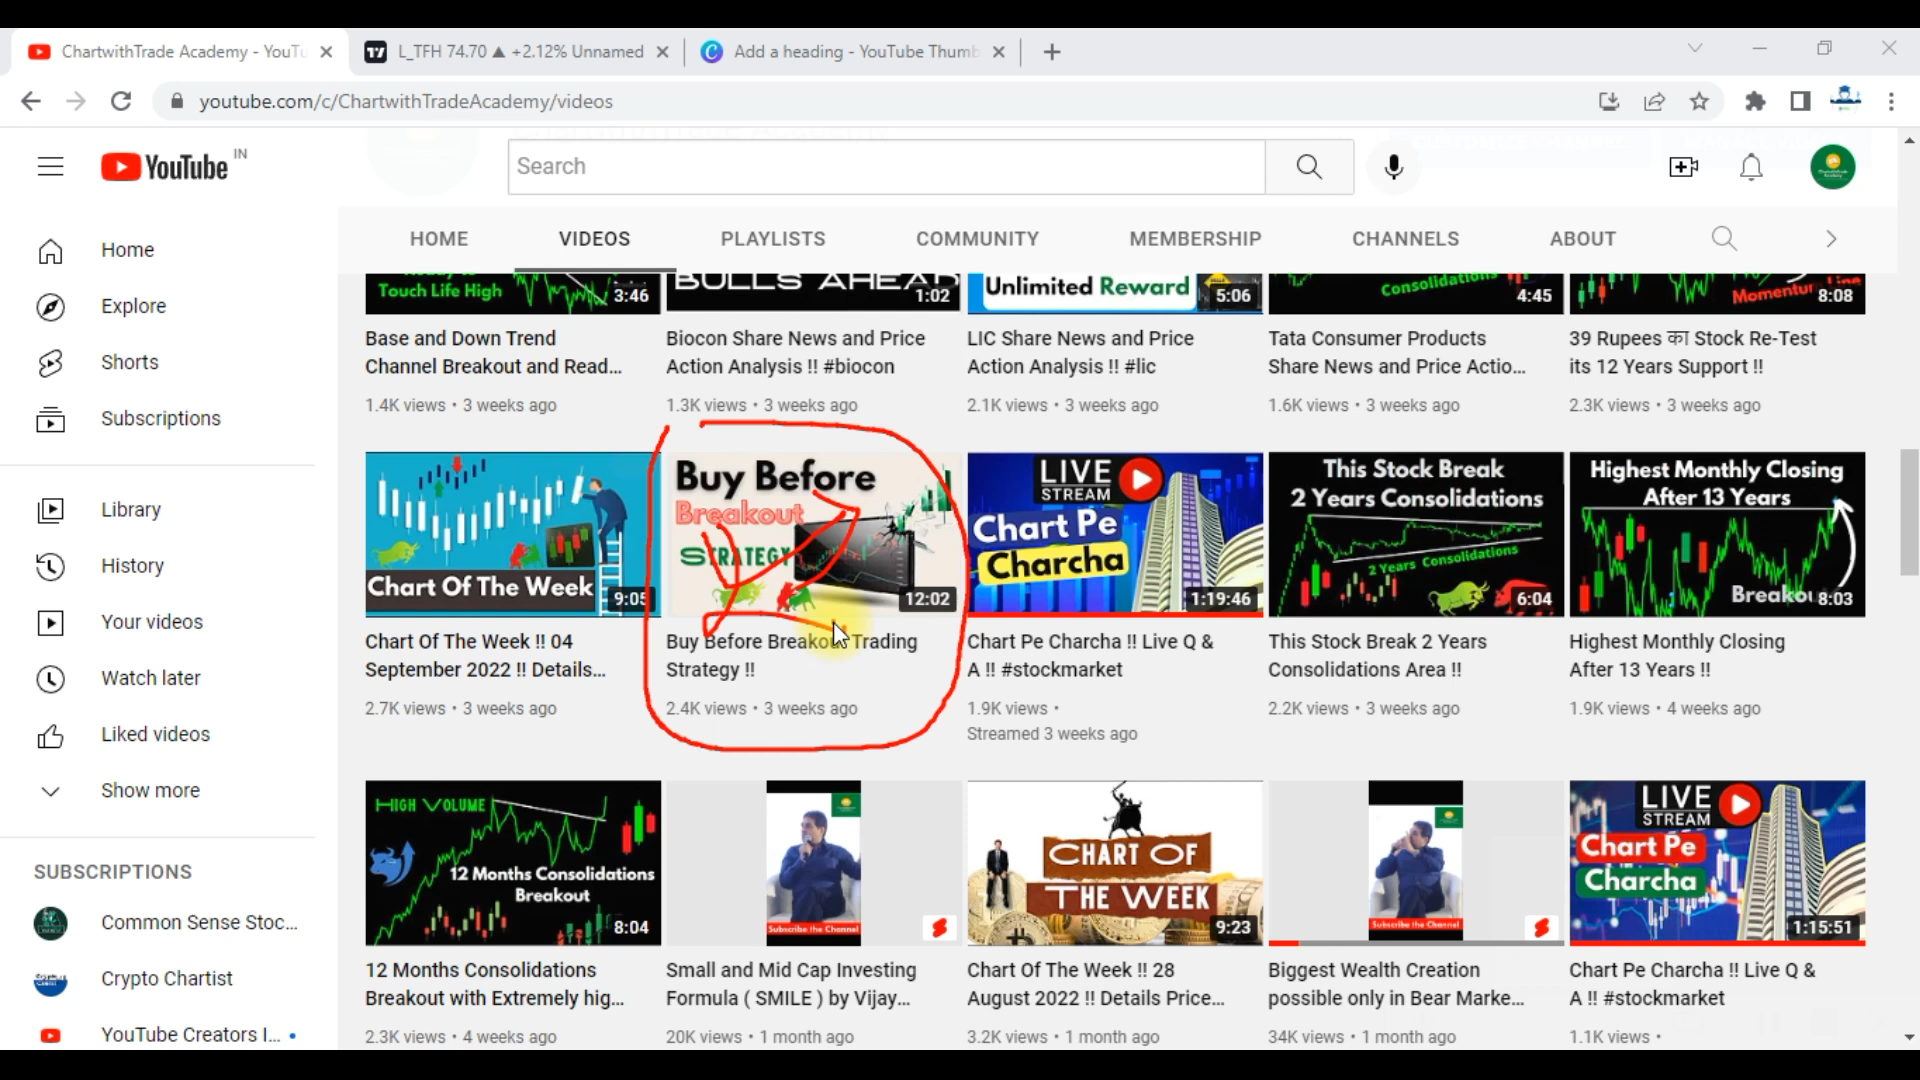 ChartwithTrade Academy - YouTu
L_TFH 74.70 ▲ +2.12% Unnamed
Add a heading - YouTube Thumb
youtube.com/c/ChartwithTradeAcademy/videos
YouTube IN
Search
HOME
VIDEOS
PLAYLISTS
COMMUNITY
MEMBERSHIP
CHANNELS
ABOUT
Home
Explore
Shorts
Subscriptions
Library
History
Your videos
Watch later
Liked videos
Show more
SUBSCRIPTIONS
Common Sense Stoc...
Crypto Chartist
YouTube Creators I...
Touch Life High
3:46
BULLS AHEAD
1:02
Unlimited Reward
5:06
Consolidations
4:45
Momentum Line
8:08
Base and Down Trend
Channel Breakout and Read...
1.4K views • 3 weeks ago
Biocon Share News and Price
Action Analysis !! #biocon
1.3K views • 3 weeks ago
LIC Share News and Price
Action Analysis !! #lic
2.1K views • 3 weeks ago
Tata Consumer Products
Share News and Price Actio...
1.6K views • 3 weeks ago
39 Rupees का Stock Re-Test
its 12 Years Support !!
2.3K views • 3 weeks ago
Chart Of The Week
9:05
Buy Before
Breakout
STRATEGY
12:02
LIVE
STREAM
Chart Pe
Charcha
1:19:46
This Stock Break
2 Years Consolidations
2 Years Consolidations
6:04
Highest Monthly Closing
After 13 Years
Breakou
8:03
Chart Of The Week !! 04
September 2022 !! Details...
2.7K views • 3 weeks ago
Buy Before Breakout Trading
Strategy !!
2.4K views • 3 weeks ago
Chart Pe Charcha !! Live Q &
A !! #stockmarket
1.9K views •
Streamed 3 weeks ago
This Stock Break 2 Years
Consolidations Area !!
2.2K views • 3 weeks ago
Highest Monthly Closing
After 13 Years !!
1.9K views • 4 weeks ago
HIGH VOLUME
12 Months Consolidations
Breakout
8:04
Subscribe the Channel
CHART OF
THE WEEK
9:23
Subscribe the Channel
LIVE
STREAM
Chart Pe
Charcha
1:15:51
12 Months Consolidations
Breakout with Extremely hig...
2.3K views • 4 weeks ago
Small and Mid Cap Investing
Formula ( SMILE ) by Vijay...
20K views • 1 month ago
Chart Of The Week !! 28
August 2022 !! Details Price...
3.2K views • 1 month ago
Biggest Wealth Creation
possible only in Bear Marke...
34K views • 1 month ago
Chart Pe Charcha !! Live Q &
A !! #stockmarket
1.1K views •